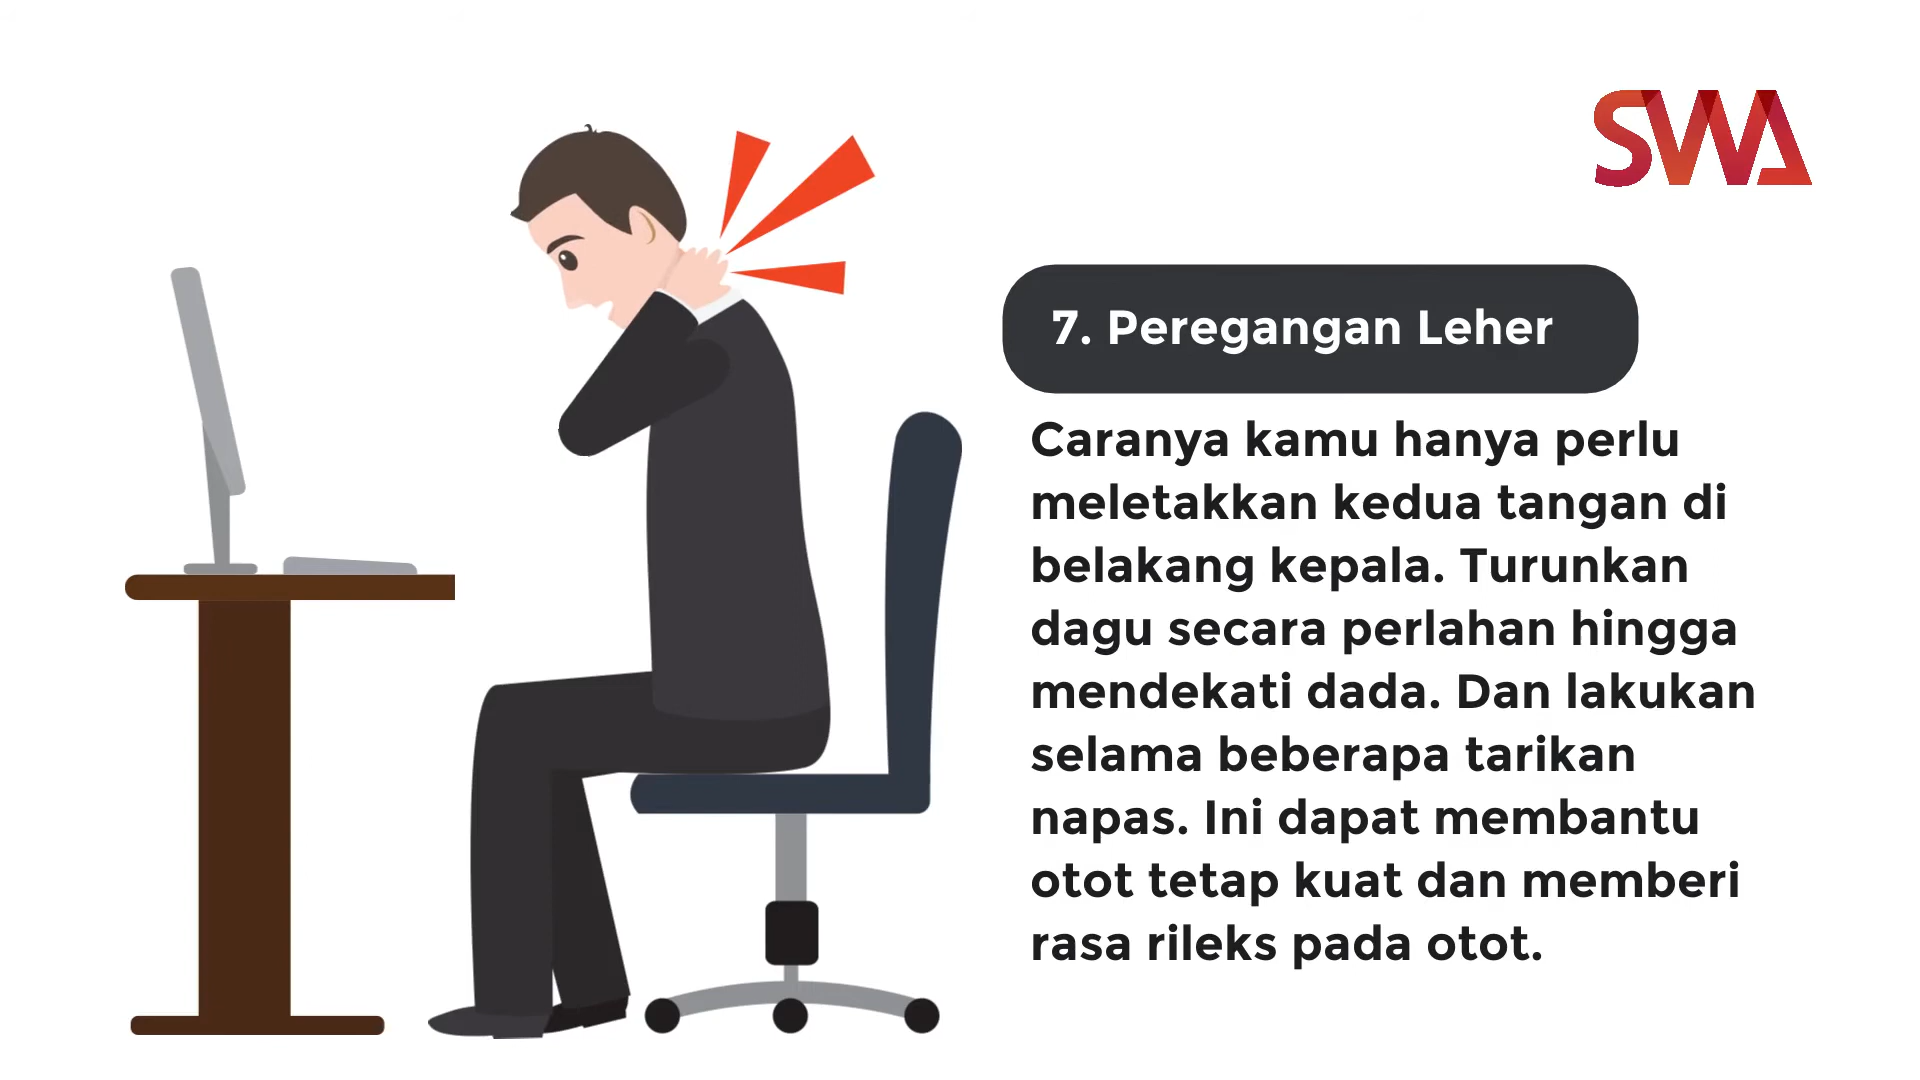 SWA
7. Peregangan Leher
Caranya kamu hanya perlu
meletakkan kedua tangan di
belakang kepala. Turunkan
dagu secara perlahan hingga
mendekati dada. Dan lakukan
selama beberapa tarikan
napas. Ini dapat membantu
otot tetap kuat dan memberi
rasa rileks pada otot.